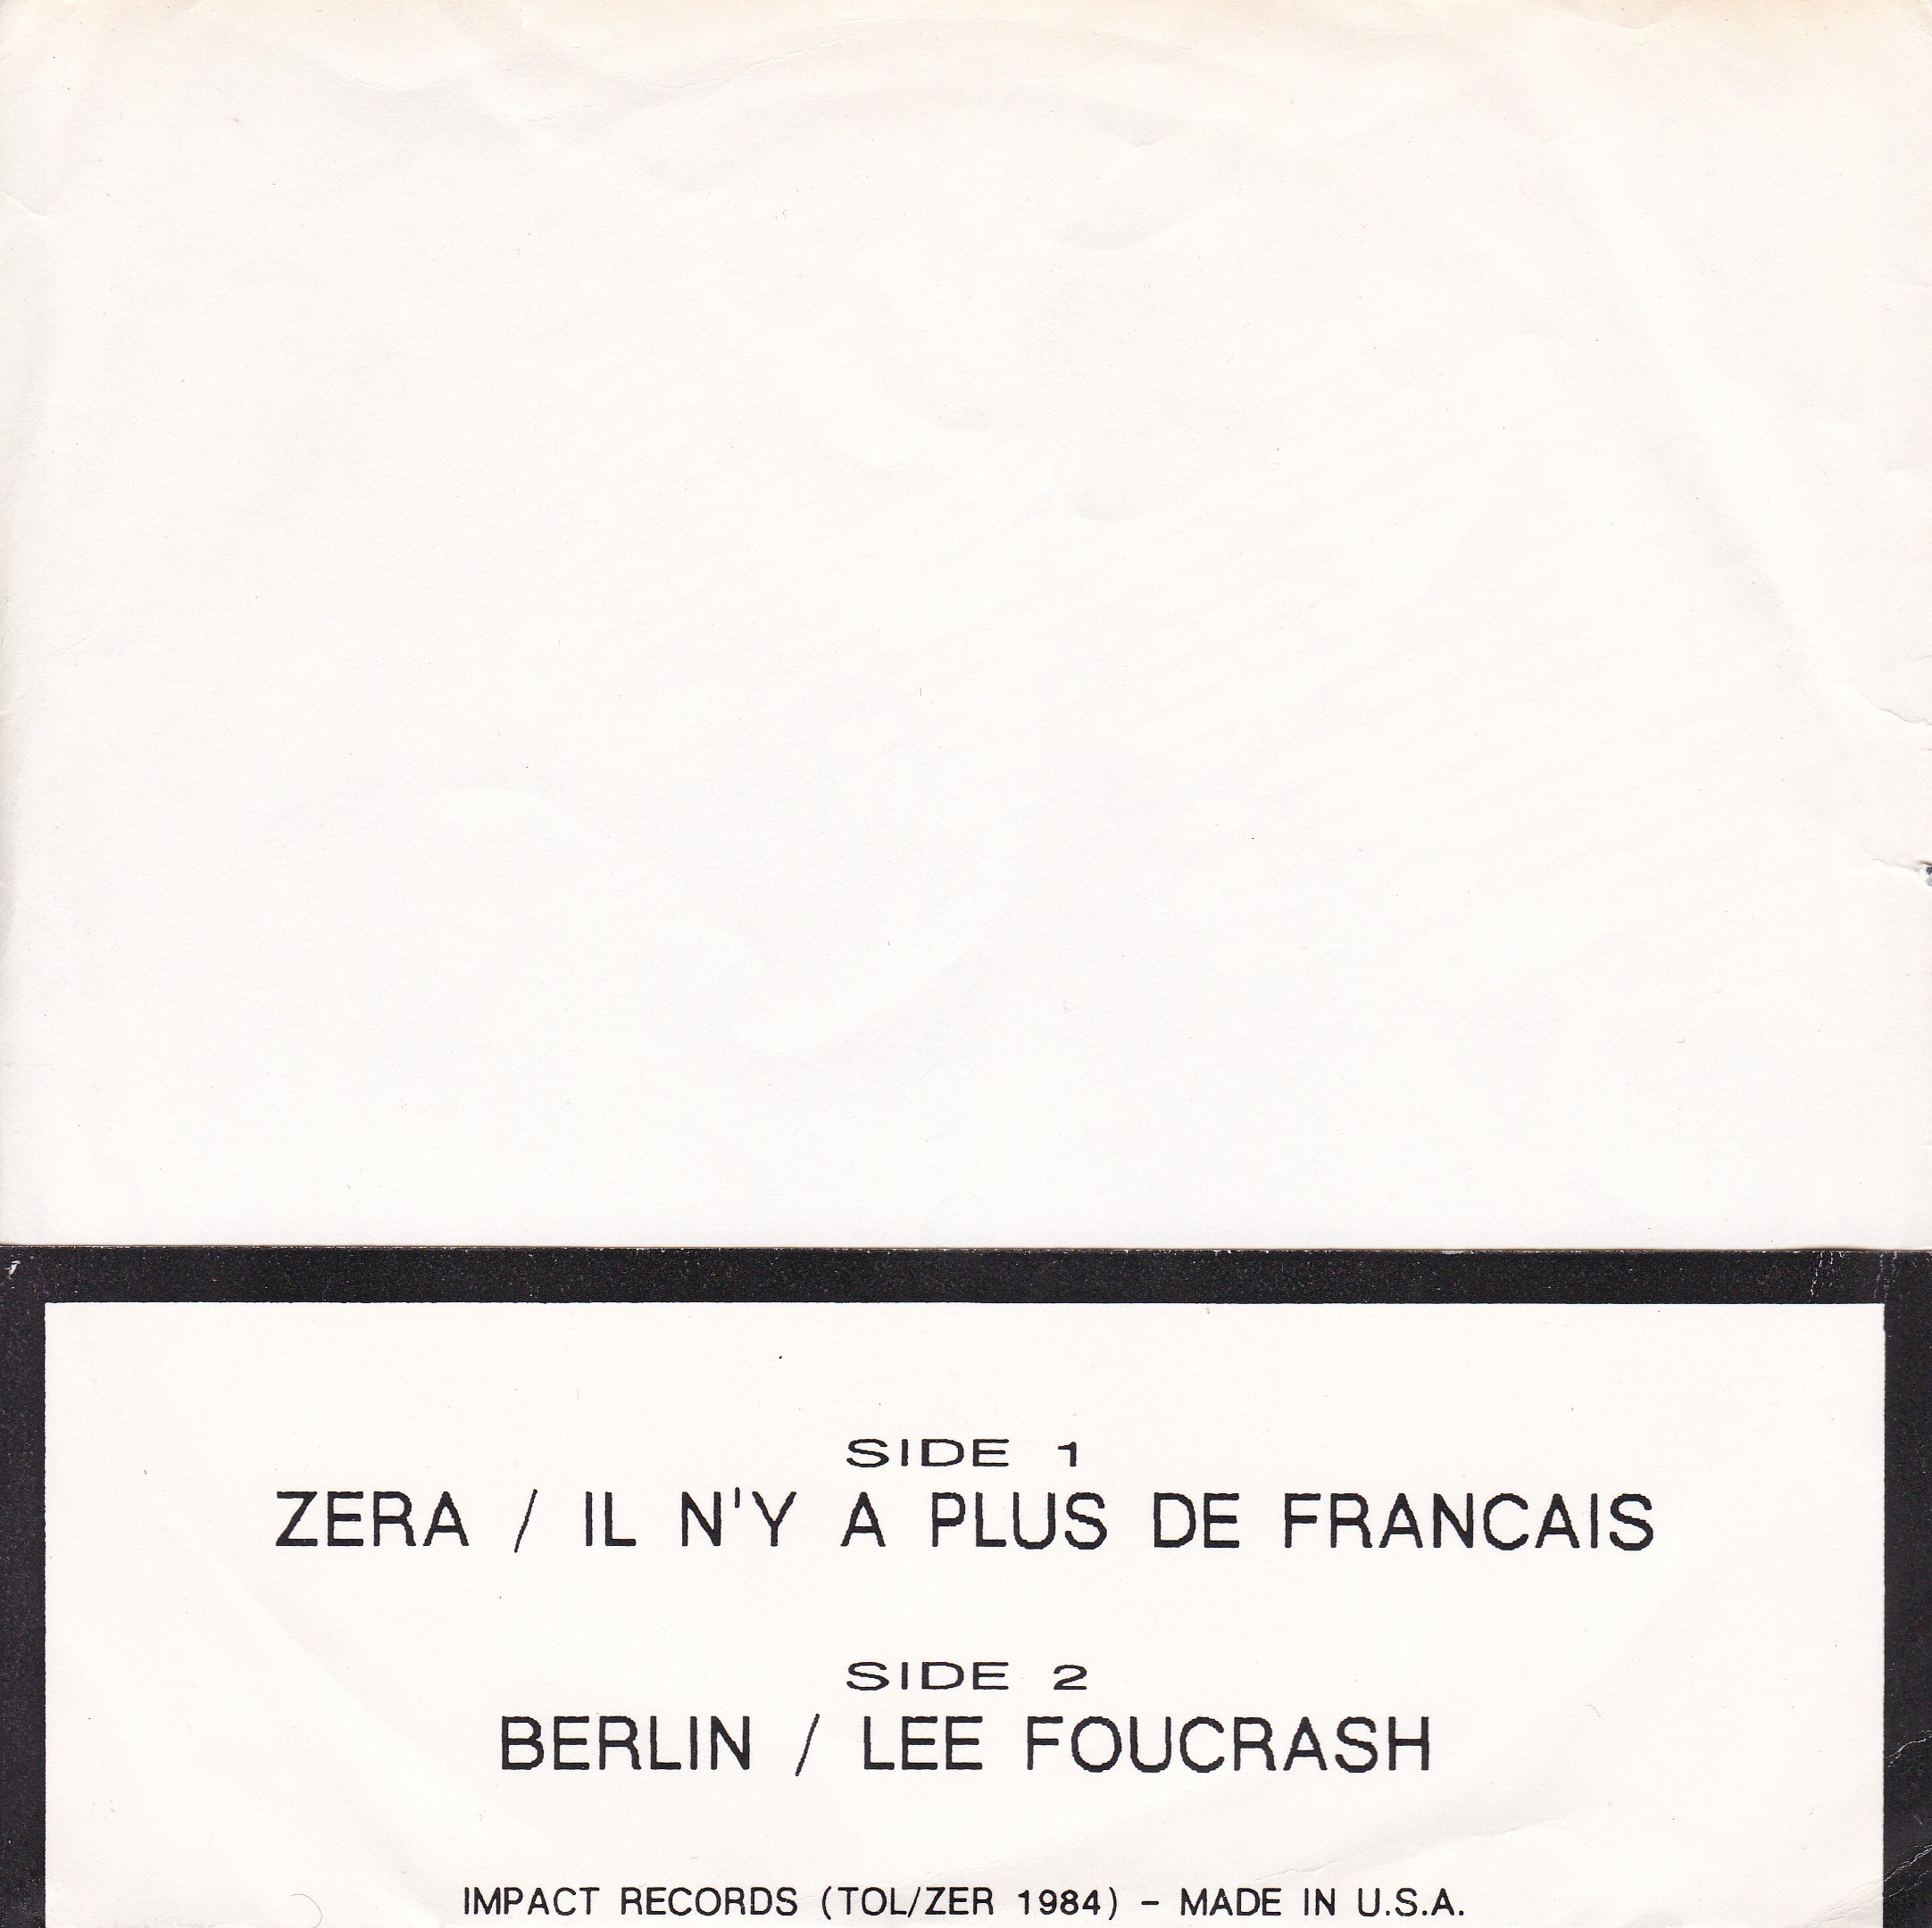 SIDE 1
ZERA / IL N'Y A PLUS DE FRANCAIS
SIDE 2
BERLIN / LEE FOUCRASH
IMPACT RECORDS (TOL/ZER 1984) - MADE IN U.S.A.